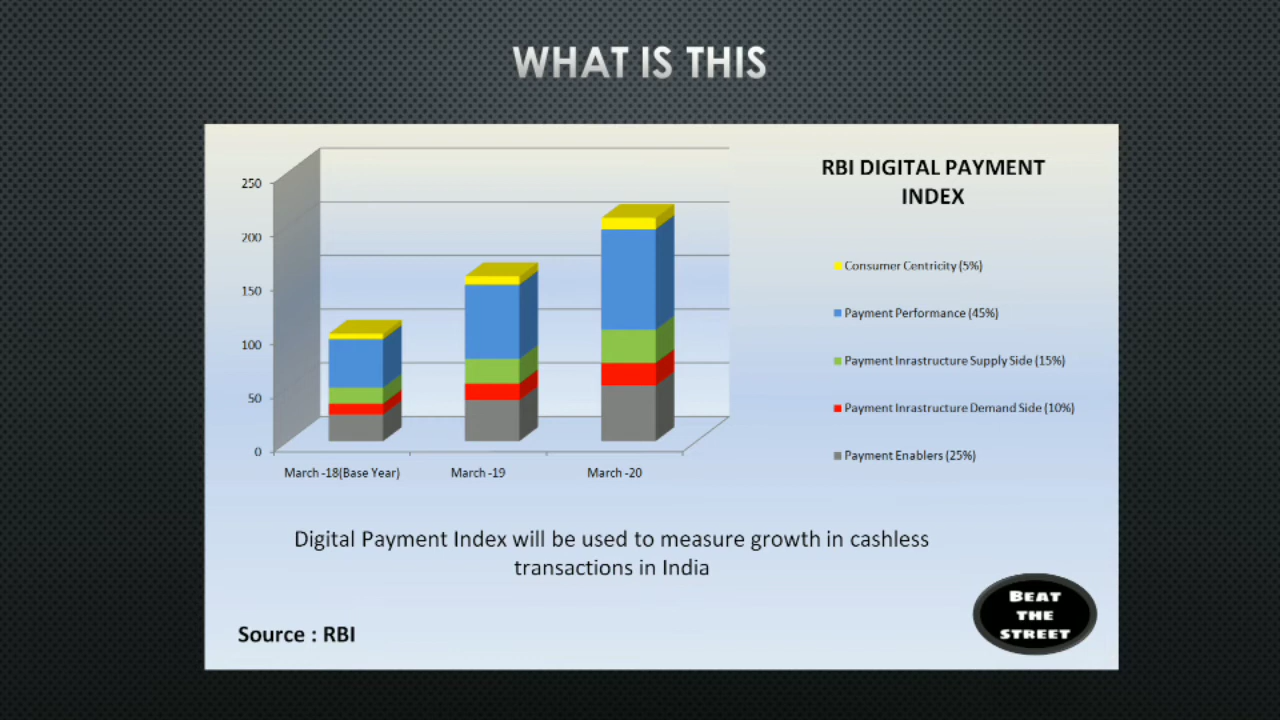 WHAT IS THIS
RBI DIGITAL PAYMENT
INDEX
250
200
150
100
50
0
March -18(Base Year)
March -19
March -20
Consumer Centricity (5%)
Payment Performance (45%)
Payment Inrastructure Supply Side (15%)
Payment Inrastructure Demand Side (10%)
Payment Enablers (25%)
Digital Payment Index will be used to measure growth in cashless
transactions in India
Source : RBI
BEAT
THE
STREET